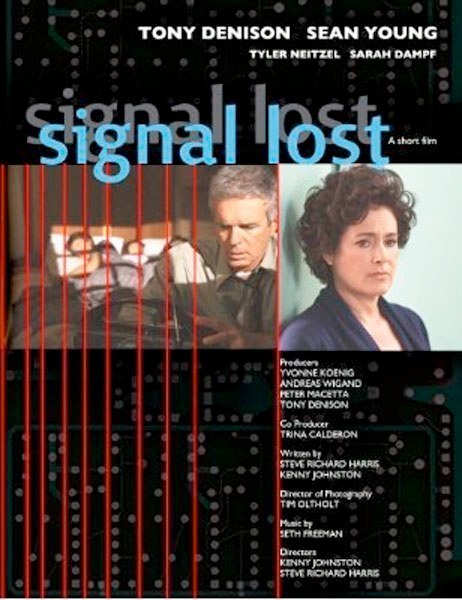 TONY DENISON SEAN YOUNG
TYLER NEITZEL SARAH DAMPF
signal lost
signal lost
A short film
Producers
YVONNE KOENIG
ANDREAS WIGAND
PETER MACETTA
TONY DENISON
Co Producer
TRINA CALDERON
Written by
STEVE RICHARD HARRIS
KENNY JOHNSTON
Director of Photography
TIM OLTHOLT
Music by
SETH FREEMAN
Directors
KENNY JOHNSTON
STEVE RICHARD HARRIS